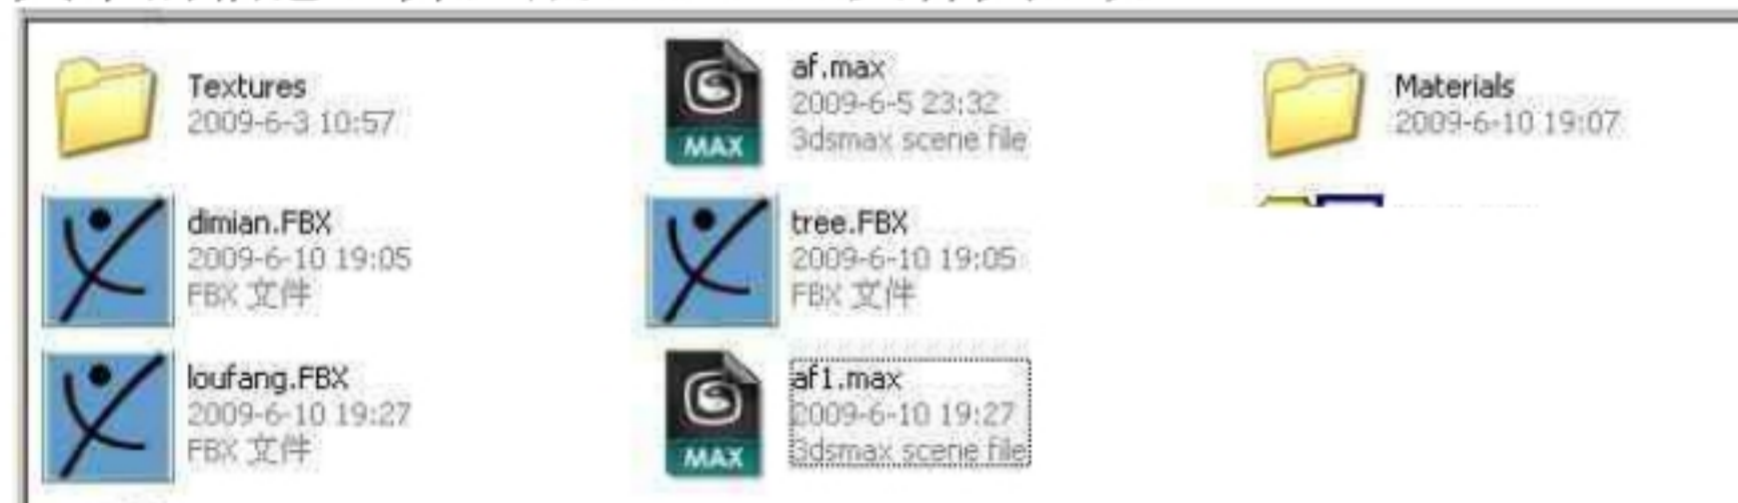 Textures
2009-6-3 10:57
af.max
2009-6-5 23:32
3dsmax scene file
MAX
Materials
2009-6-10 19:07
dimian.FBX
2009-6-10 19:05
FBX 文件
tree.FBX
2009-6-10 19:05
FBX 文件
loufang.FBX
2009-6-10 19:27
FBX 文件
af1.max
2009-6-10 19:27
3dsmax scene file
MAX